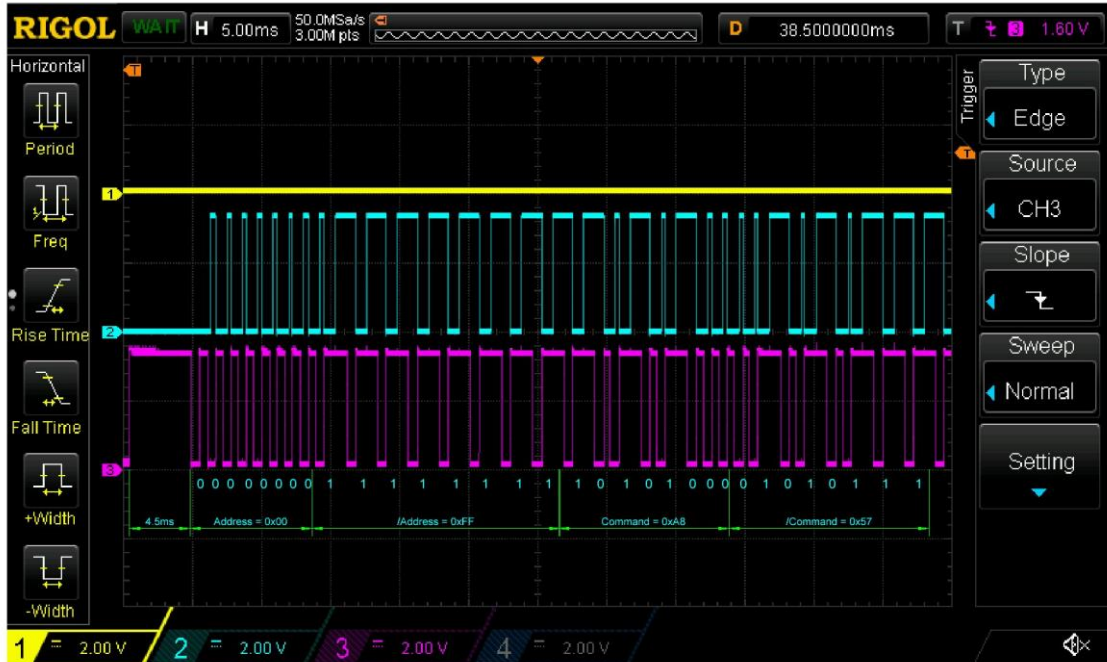 RIGOL WAIT H 5.00ms 50.0MSa/s 3.00M pts D 38.5000000ms T 3 1.60 V
Horizontal
Period
Freq
Rise Time
Fall Time
+Width
-Width
T
T
1
2
3
0 0 0 0 0 0 0 0 1 1 1 1 1 1 1 1 1 0 1 0 1 0 0 0 0 1 0 1 0 1 1 1
4.5ms Address = 0x00 /Address = 0xFF Command = 0xA8 /Command = 0x57
Trigger
Type
Edge
Source
CH3
Slope
Sweep
Normal
Setting
1 = 2.00 V 2 = 2.00 V 3 = 2.00 V 4 = 2.00 V